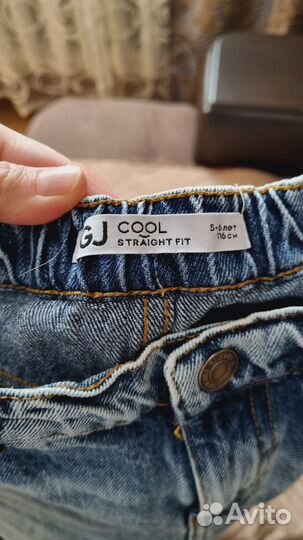 GJ COOL
STRAIGHT FIT
5-6 лет
116 см
Avito